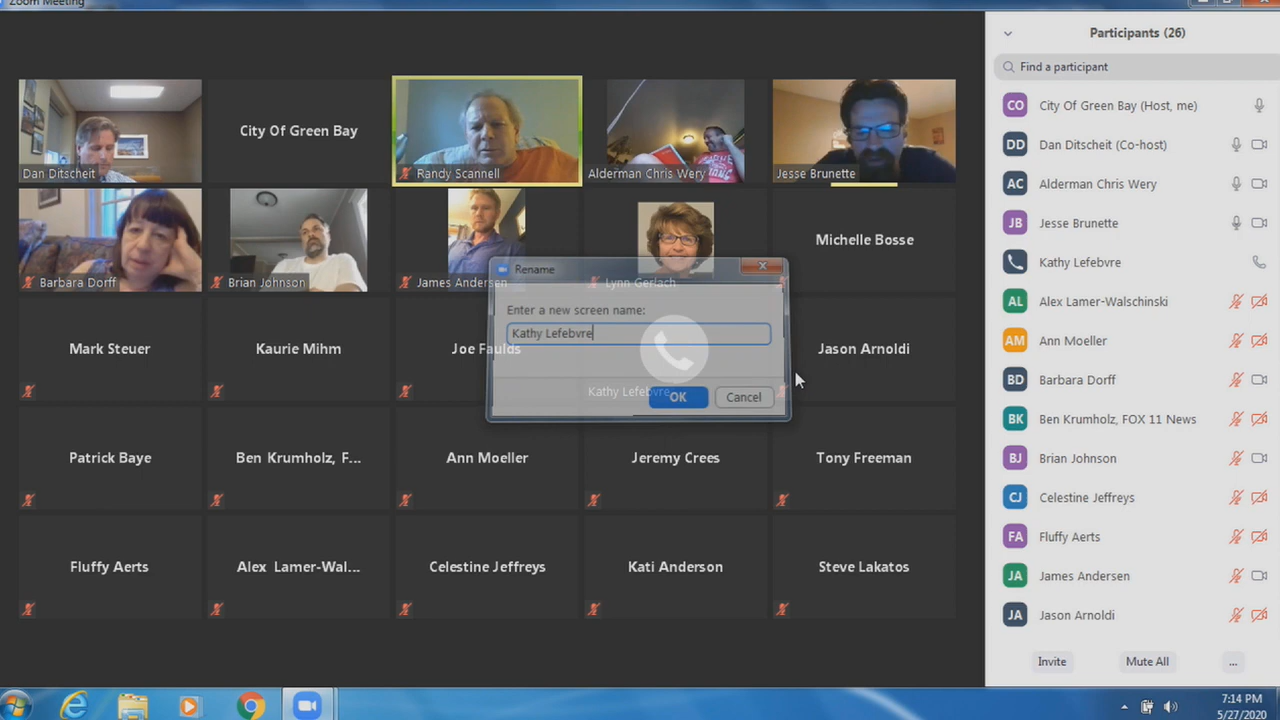 Zoom Meeting
Participants (26)
Find a participant
City Of Green Bay
Dan Ditscheit
Randy Scannell
Alderman Chris Wery
Jesse Brunette
Michelle Bosse
Barbara Dorff
Brian Johnson
James Andersen
Lynn Gerlach
Rename
Enter a new screen name:
Kathy Lefebvre
Mark Steuer
Kaurie Mihm
Joe Faulds
Jason Arnoldi
Kathy Lefebvre
OK
Cancel
Patrick Baye
Ben Krumholz, F...
Ann Moeller
Jeremy Crees
Tony Freeman
Fluffy Aerts
Alex Lamer-Wal...
Celestine Jeffreys
Kati Anderson
Steve Lakatos
CO City Of Green Bay (Host, me)
DD Dan Ditscheit (Co-host)
AC Alderman Chris Wery
JB Jesse Brunette
Kathy Lefebvre
AL Alex Lamer-Walschinski
AM Ann Moeller
BD Barbara Dorff
BK Ben Krumholz, FOX 11 News
BJ Brian Johnson
CJ Celestine Jeffreys
FA Fluffy Aerts
JA James Andersen
JA Jason Arnoldi
Invite
Mute All
...
7:14 PM
5/27/2020